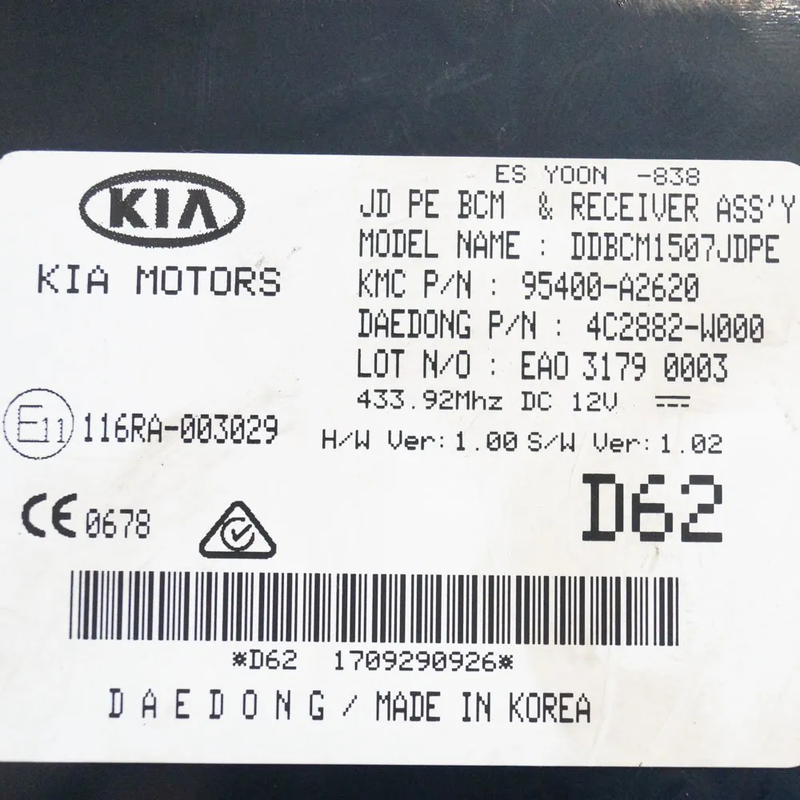 ES YOON -838
KIA
KIA MOTORS
JD PE BCM & RECEIVER ASS'Y
MODEL NAME : DDBCM1507JDPE
KMC P/N : 95400-A2620
DAEDONG P/N : 4C2882-W000
LOT N/O : EAO 3179 0003
433.92Mhz DC 12V
H/W Ver: 1.00 S/W Ver: 1.02
E11 116RA-003029
CE 0678
D62
*D62 1709290926*
DAEDONG / MADE IN KOREA